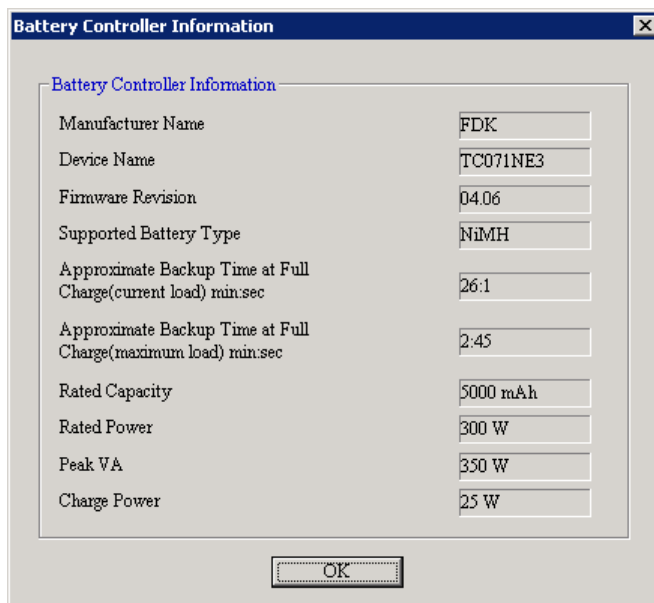 Battery Controller Information
Battery Controller Information
Manufacturer Name FDK
Device Name TC071NE3
Firmware Revision 04.06
Supported Battery Type NiMH
Approximate Backup Time at Full
Charge(current load) min:sec 26:1
Approximate Backup Time at Full
Charge(maximum load) min:sec 2:45
Rated Capacity 5000 mAh
Rated Power 300 W
Peak VA 350 W
Charge Power 25 W
OK